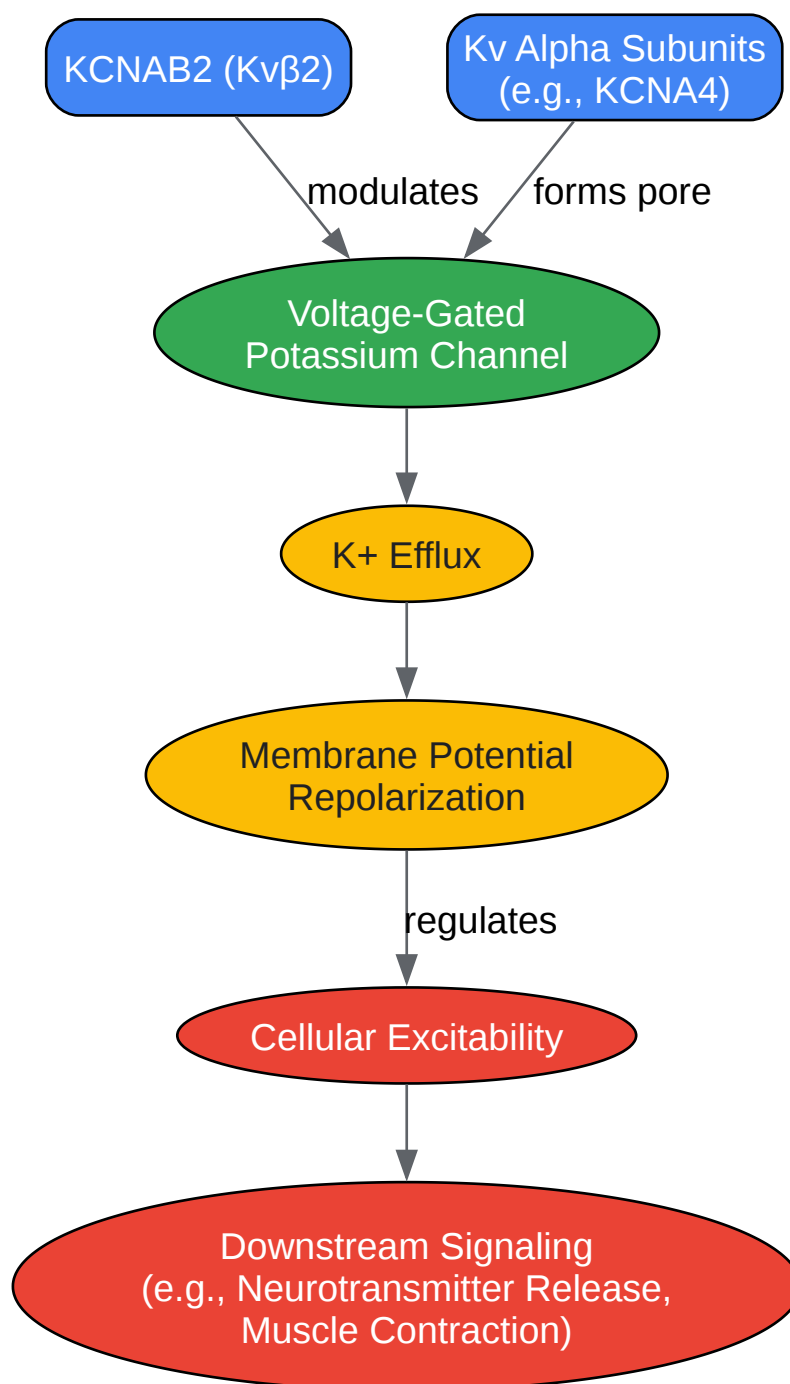 KCNAB2 (Kvβ2)
Kv Alpha Subunits
(e.g., KCNA4)
modulates
forms pore
Voltage-Gated
Potassium Channel
K+ Efflux
Membrane Potential
Repolarization
regulates
Cellular Excitability
Downstream Signaling
(e.g., Neurotransmitter Release,
Muscle Contraction)